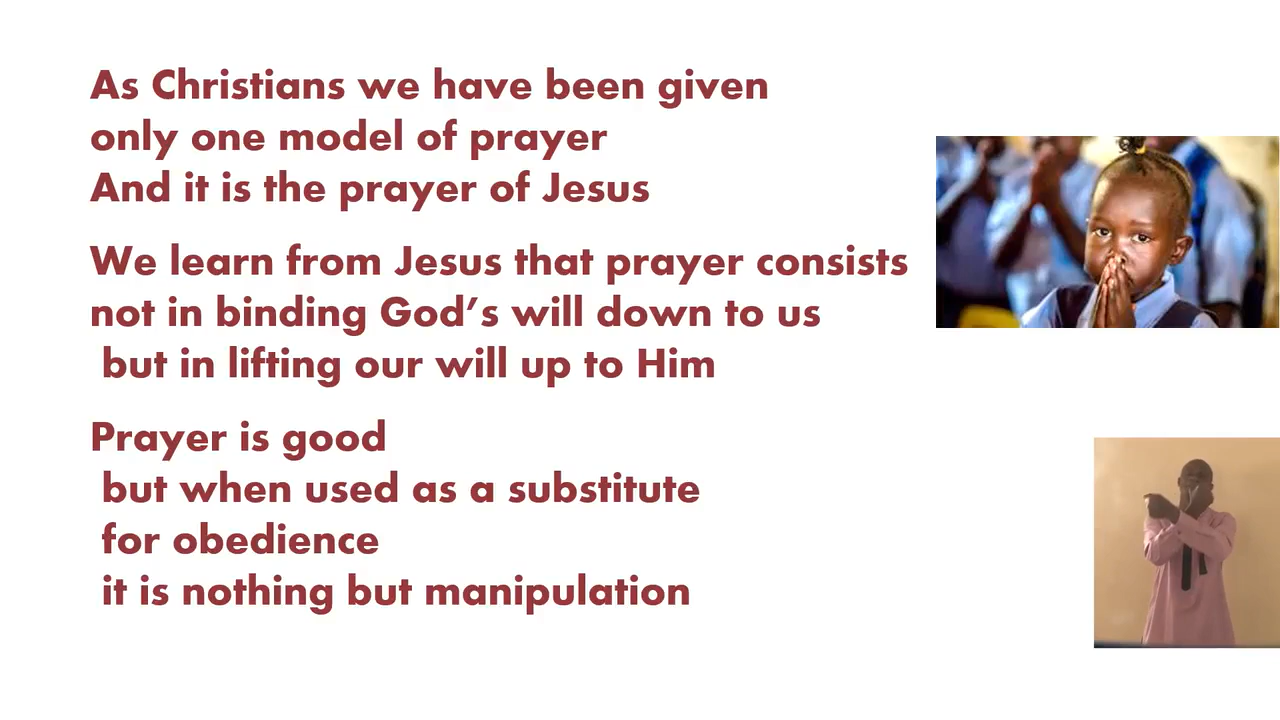 As Christians we have been given
only one model of prayer
And it is the prayer of Jesus
We learn from Jesus that prayer consists
not in binding God’s will down to us
but in lifting our will up to Him
Prayer is good
but when used as a substitute
for obedience
it is nothing but manipulation